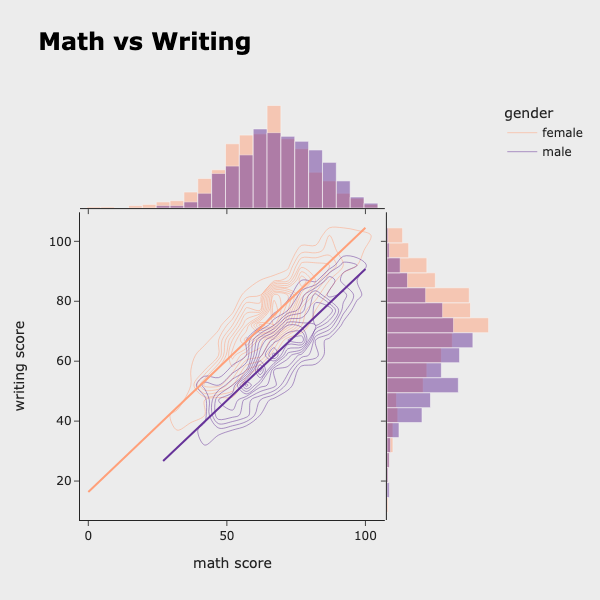 Math vs Writing
gender
female
male
100
80
60
40
20
writing score
0 50 100
math score